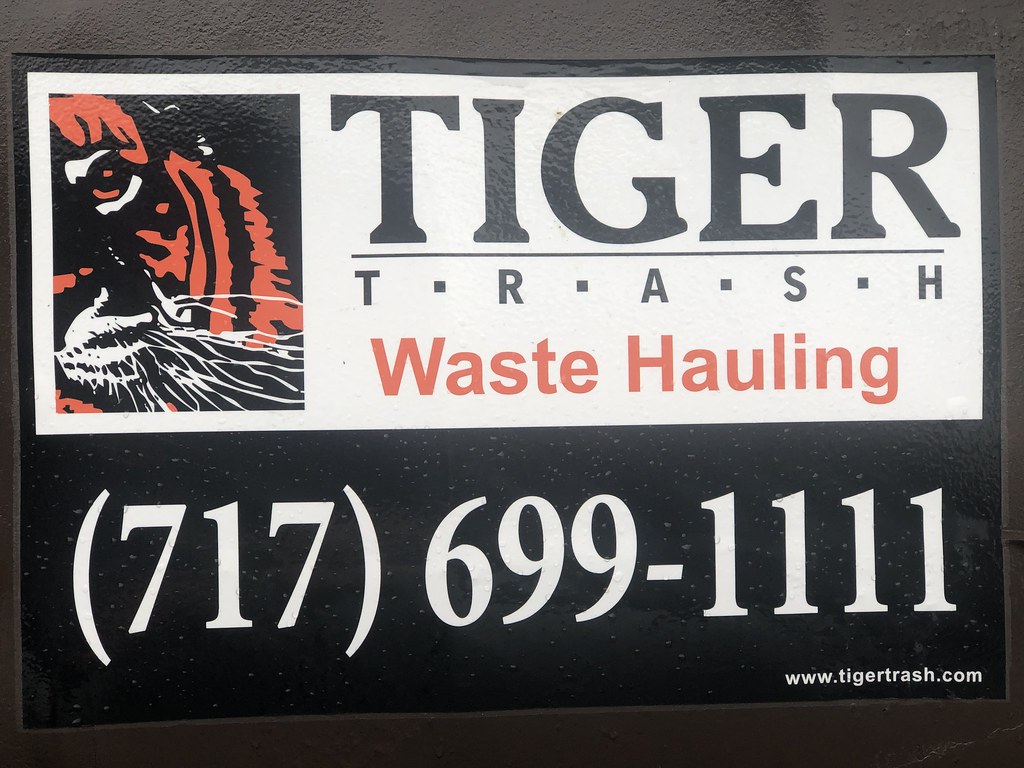 TIGER
T·R·A·S·H
Waste Hauling
(717) 699-1111
www.tigertrash.com